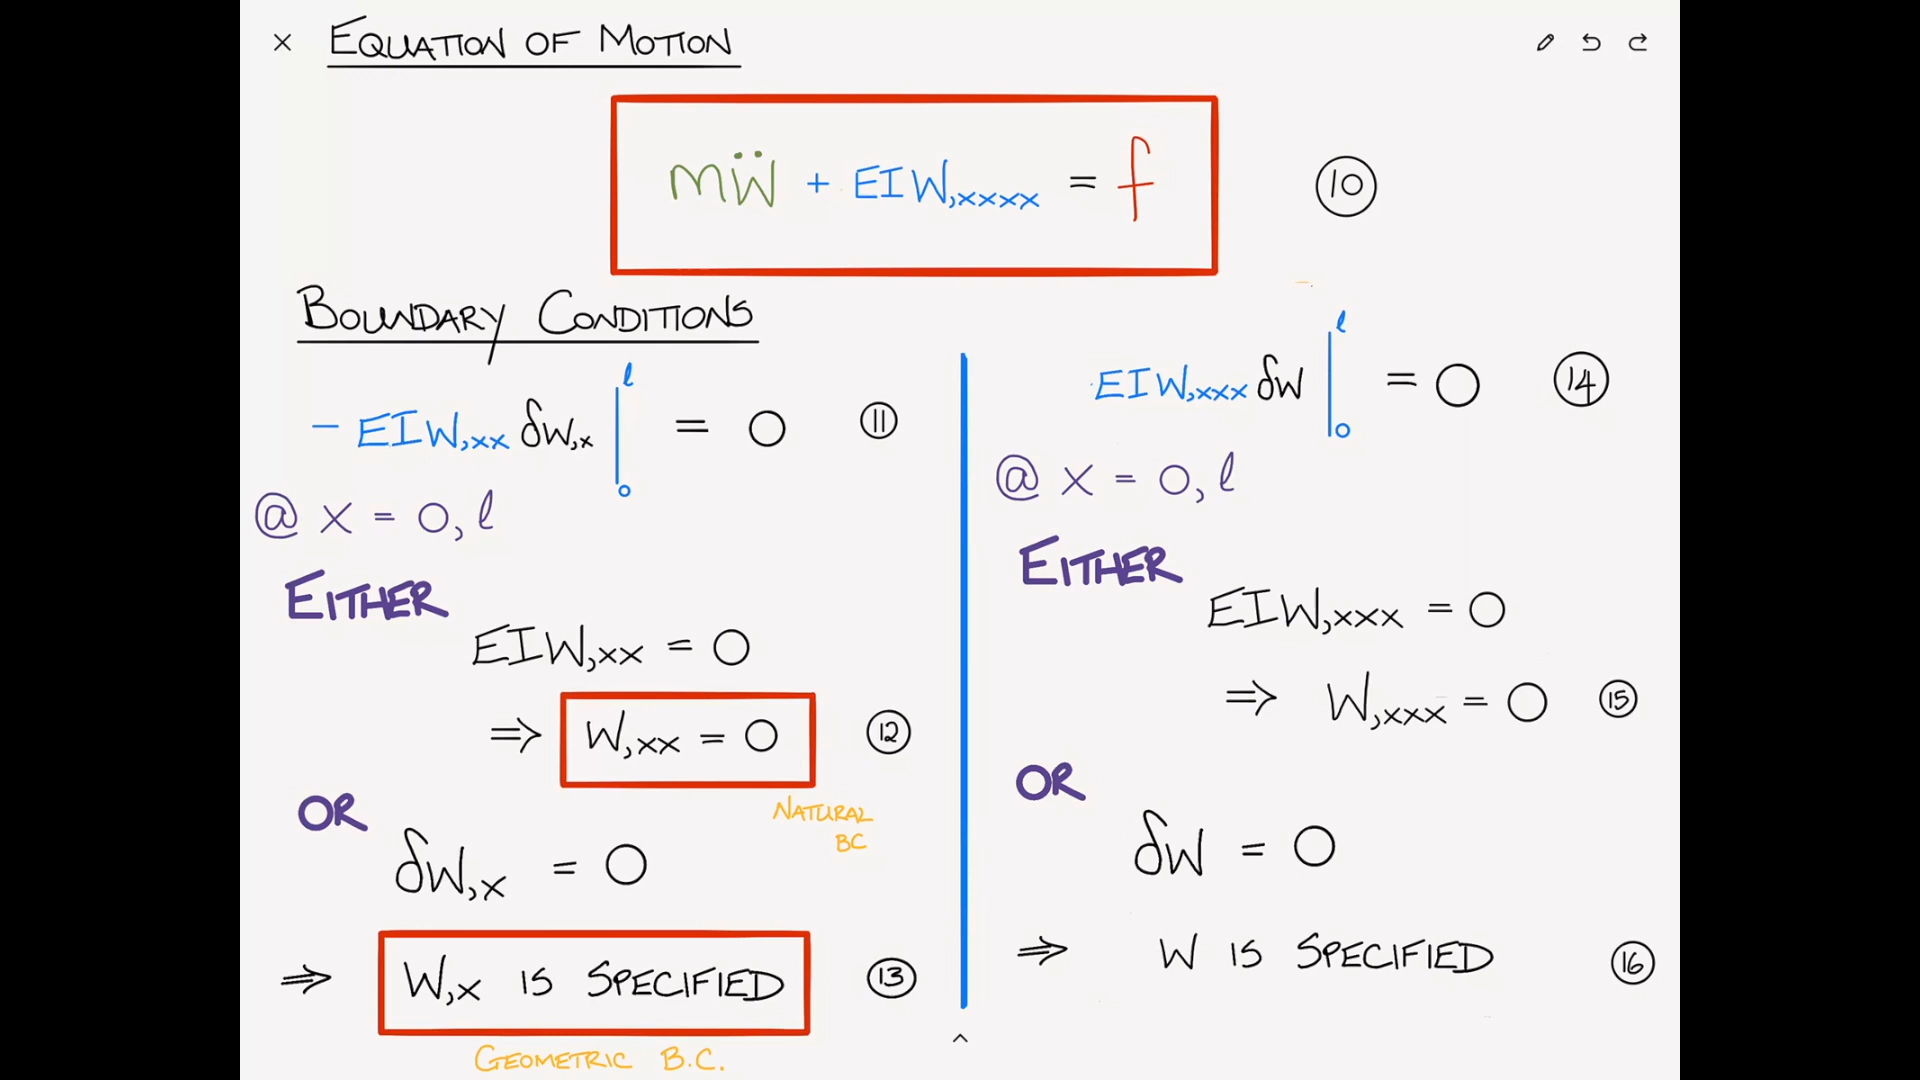 EQUATION OF MOTION
mẅ + EIW,xxxx = f (10)
BOUNDARY CONDITIONS
- EIW,xx δW,x |₀ˡ = 0 (11)
@ x = 0, l
EITHER
EIW,xx = 0
⇒ W,xx = 0 (12)
NATURAL
BC
OR
δW,x = 0
⇒ W,x IS SPECIFIED (13)
GEOMETRIC B.C.
EIW,xxx δW |₀ˡ = 0 (14)
@ x = 0, l
EITHER
EIW,xxx = 0
⇒ W,xxx = 0 (15)
OR
δW = 0
⇒ W IS SPECIFIED (16)